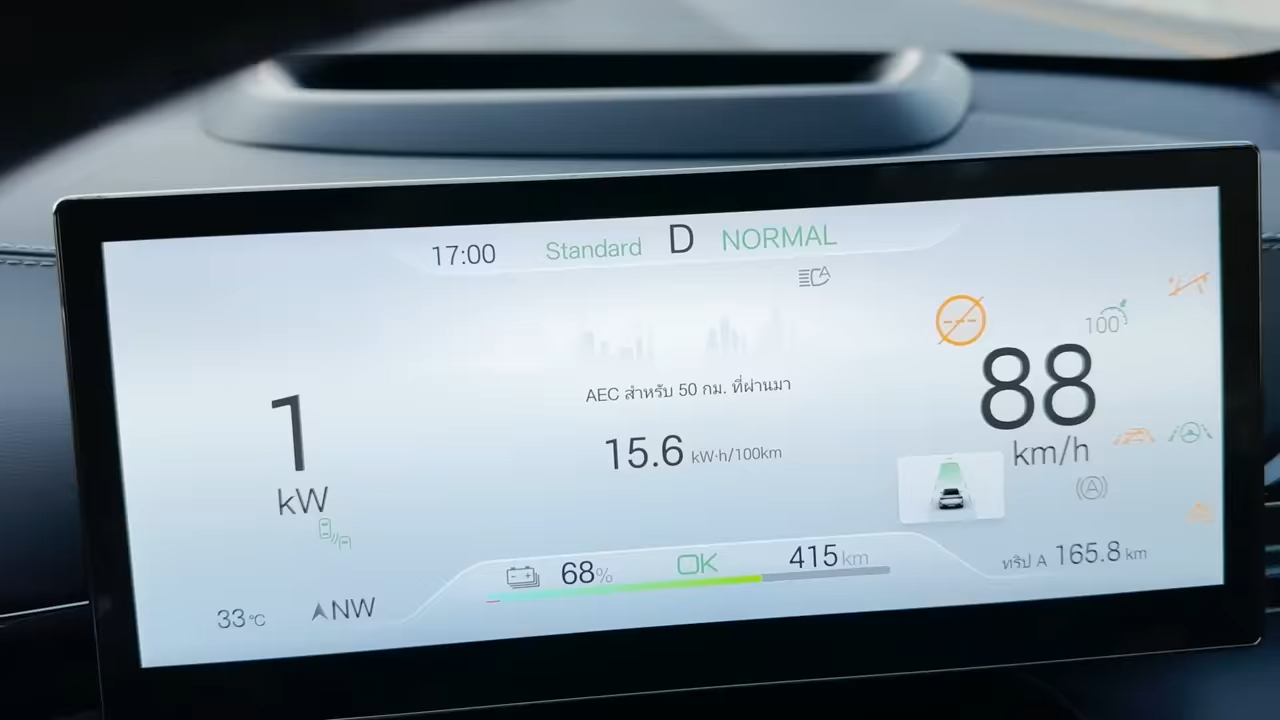 17:00 Standard D NORMAL
100
88
km/h
1
kW
AEC สำหรับ 50 กม. ที่ผ่านมา
15.6 kW·h/100km
68% OK 415 km
ทริป A 165.8 km
33°C NW